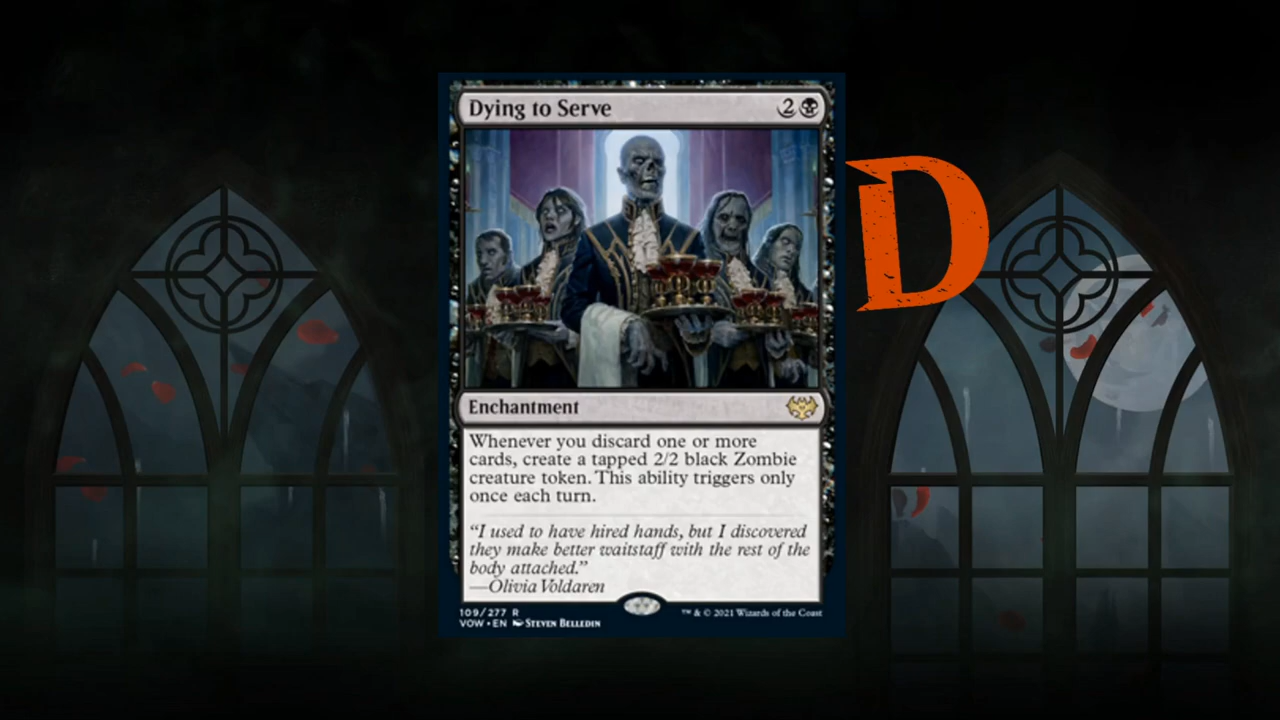 Dying to Serve 2
D
Enchantment
Whenever you discard one or more
cards, create a tapped 2/2 black Zombie
creature token. This ability triggers only
once each turn.
“I used to have hired hands, but I discovered
they make better waitstaff with the rest of the
body attached.”
—Olivia Voldaren
109/277 R
VOW • EN Steven Belledin
™ & © 2021 Wizards of the Coast